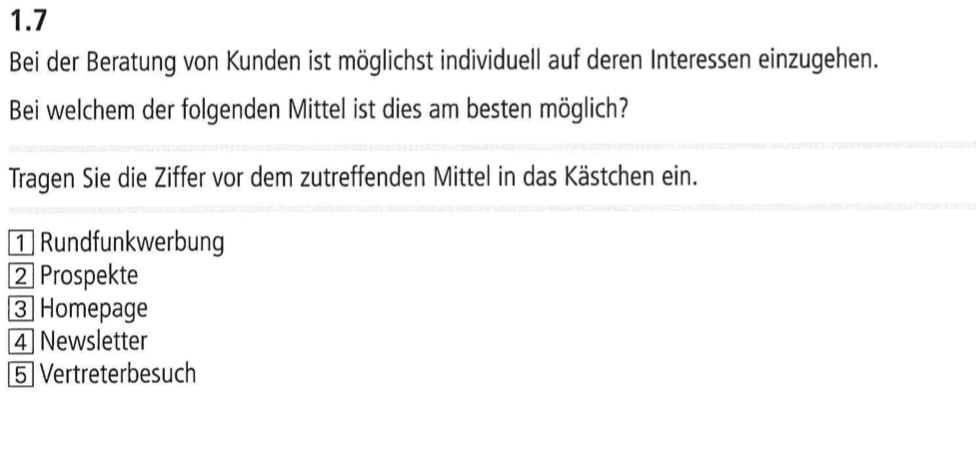 1.7
Bei der Beratung von Kunden ist möglichst individuell auf deren Interessen einzugehen.
Bei welchem der folgenden Mittel ist dies am besten möglich?
Tragen Sie die Ziffer vor dem zutreffenden Mittel in das Kästchen ein.
1 Rundfunkwerbung
2 Prospekte
3 Homepage
4 Newsletter
5 Vertreterbesuch